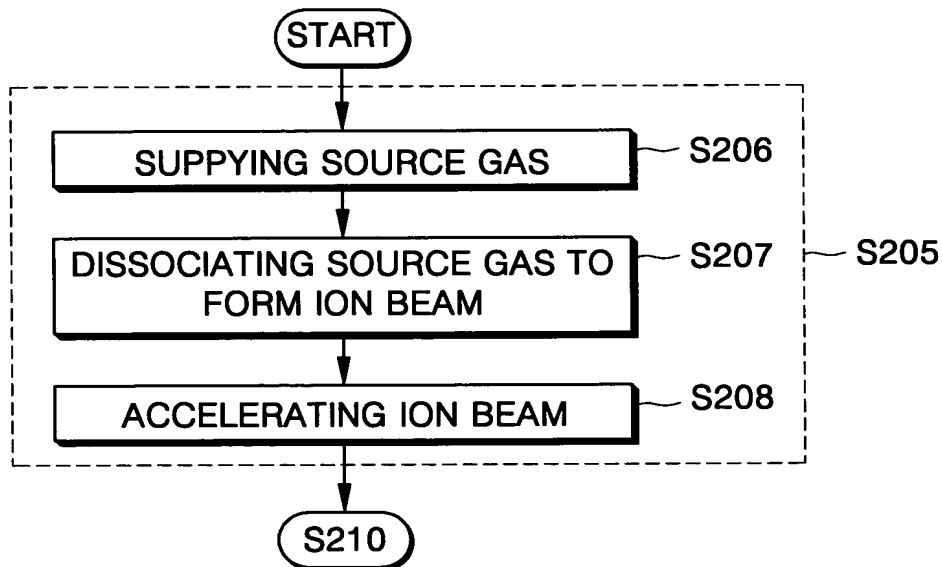 START
SUPPYING SOURCE GAS
S206
DISSOCIATING SOURCE GAS TO
FORM ION BEAM
S207
S205
ACCELERATING ION BEAM
S208
S210